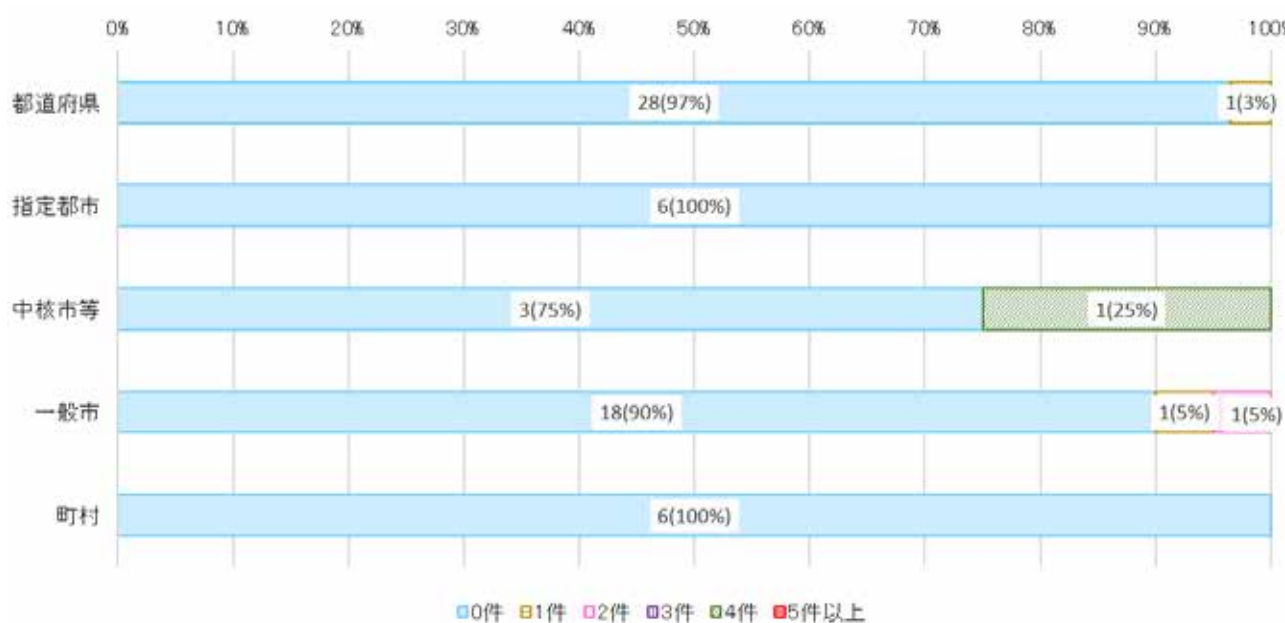 0% 10% 20% 30% 40% 50% 60% 70% 80% 90% 100%
都道府県 28(97%) 1(3%)
指定都市 6(100%)
中核市等 3(75%) 1(25%)
一般市 18(90%) 1(5%) 1(5%)
町村 6(100%)
0件 1件 2件 3件 4件 5件以上